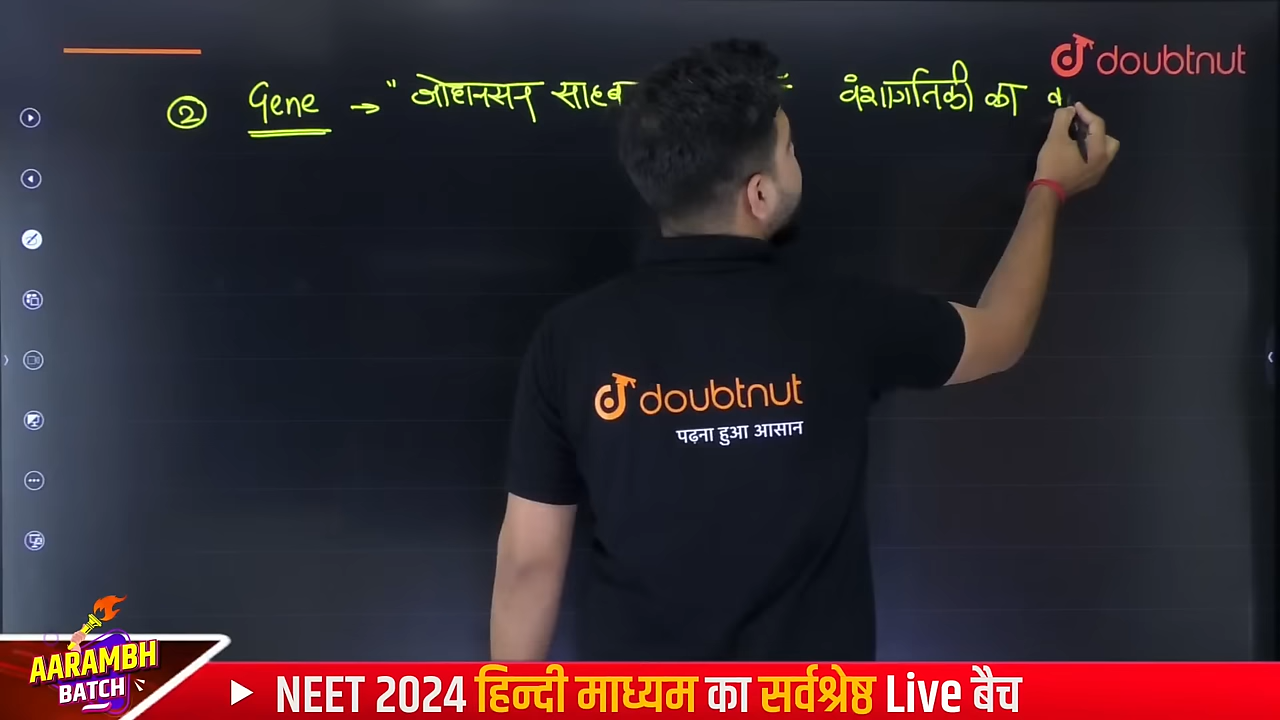 doubtnut
② Gene → " जोहानसन साहब वंशागतिकी का
doubtnut
पढ़ना हुआ आसान
AARAMBH
BATCH
NEET 2024 हिन्दी माध्यम का सर्वश्रेष्ठ Live बैच